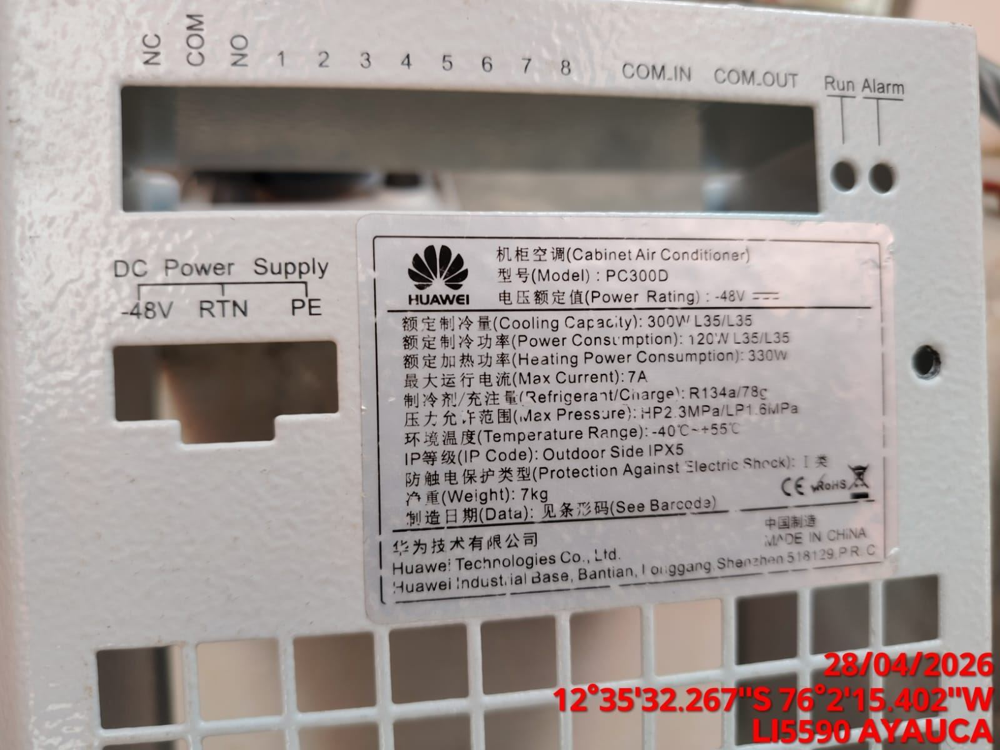 NC COM NO 1 2 3 4 5 6 7 8 COM_IN COM_OUT Run Alarm
DC Power Supply
-48V RTN PE
HUAWEI
机柜空调(Cabinet Air Conditioner)
型号(Model) : PC300D
电压额定值(Power Rating) : -48V
额定制冷量(Cooling Capacity): 300W L35/L35
额定制冷功率(Power Consumption): 120W L35/L35
额定加热功率(Heating Power Consumption): 330W
最大运行电流(Max Current): 7A
制冷剂/充注量(Refrigerant/Charge): R134a/78g
压力允许范围(Max Pressure): HP2.3MPa/LP1.6MPa
环境温度(Temperature Range): -40℃~+55℃
IP等级(IP Code): Outdoor Side IPX5
防触电保护类型(Protection Against Electric Shock): I 类
净重(Weight): 7kg
CE RoHS
制造日期(Data): 见条形码(See Barcode)
华为技术有限公司
中国制造
Huawei Technologies Co., Ltd.
MADE IN CHINA
Huawei Industrial Base, Bantian, Longgang,Shenzhen 518129,P.R.C
28/04/2026
12°35'32.267"S 76°2'15.402"W
LI5590 AYAUCA